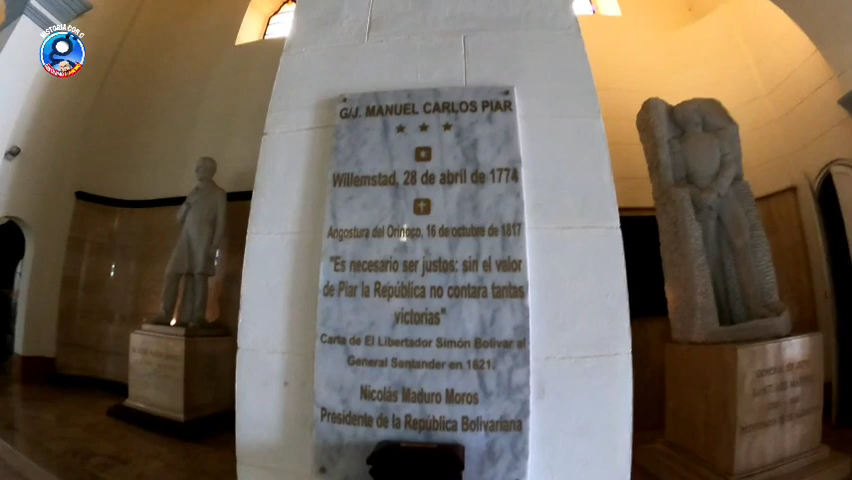 HISTORIA CON G
G/J. MANUEL CARLOS PIAR
Willemstad, 28 de abril de 1774
Angostura del Orinoco, 16 de octubre de 1817
"Es necesario ser justos: sin el valor
de Piar la República no contara tantas
victorias"
Carta de El Libertador Simón Bolívar al
General Santander en 1821.
Nicolás Maduro Moros
Presidente de la República Bolivariana